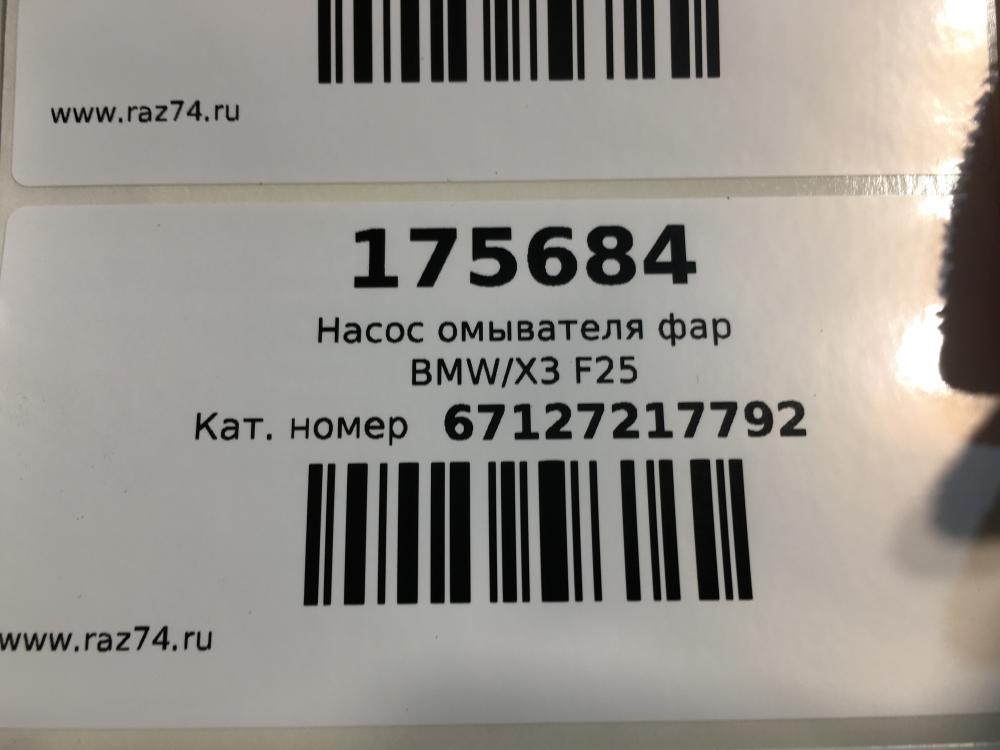 www.raz74.ru
175684
Насос омывателя фар
BMW/X3 F25
Кат. номер 67127217792
www.raz74.ru